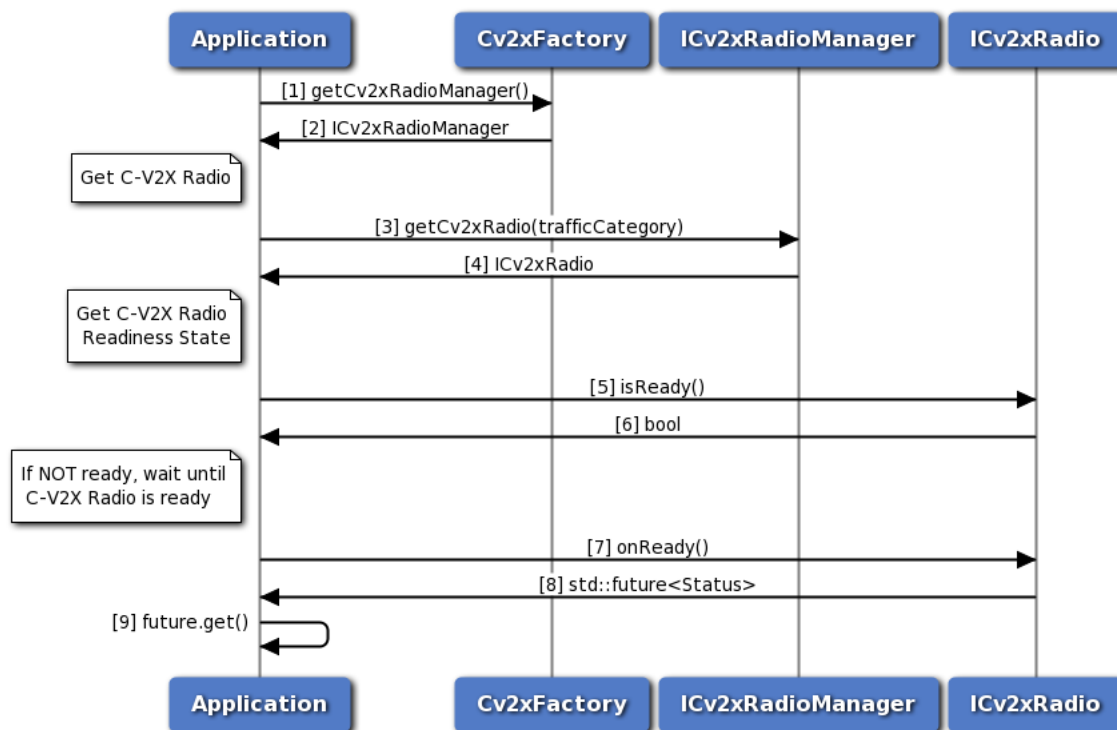 Application Cv2xFactory ICv2xRadioManager ICv2xRadio
[1] getCv2xRadioManager()
[2] ICv2xRadioManager
Get C-V2X Radio
[3] getCv2xRadio(trafficCategory)
[4] ICv2xRadio
Get C-V2X Radio
Readiness State
[5] isReady()
[6] bool
If NOT ready, wait until
C-V2X Radio is ready
[7] onReady()
[8] std::future<Status>
[9] future.get()
Application Cv2xFactory ICv2xRadioManager ICv2xRadio